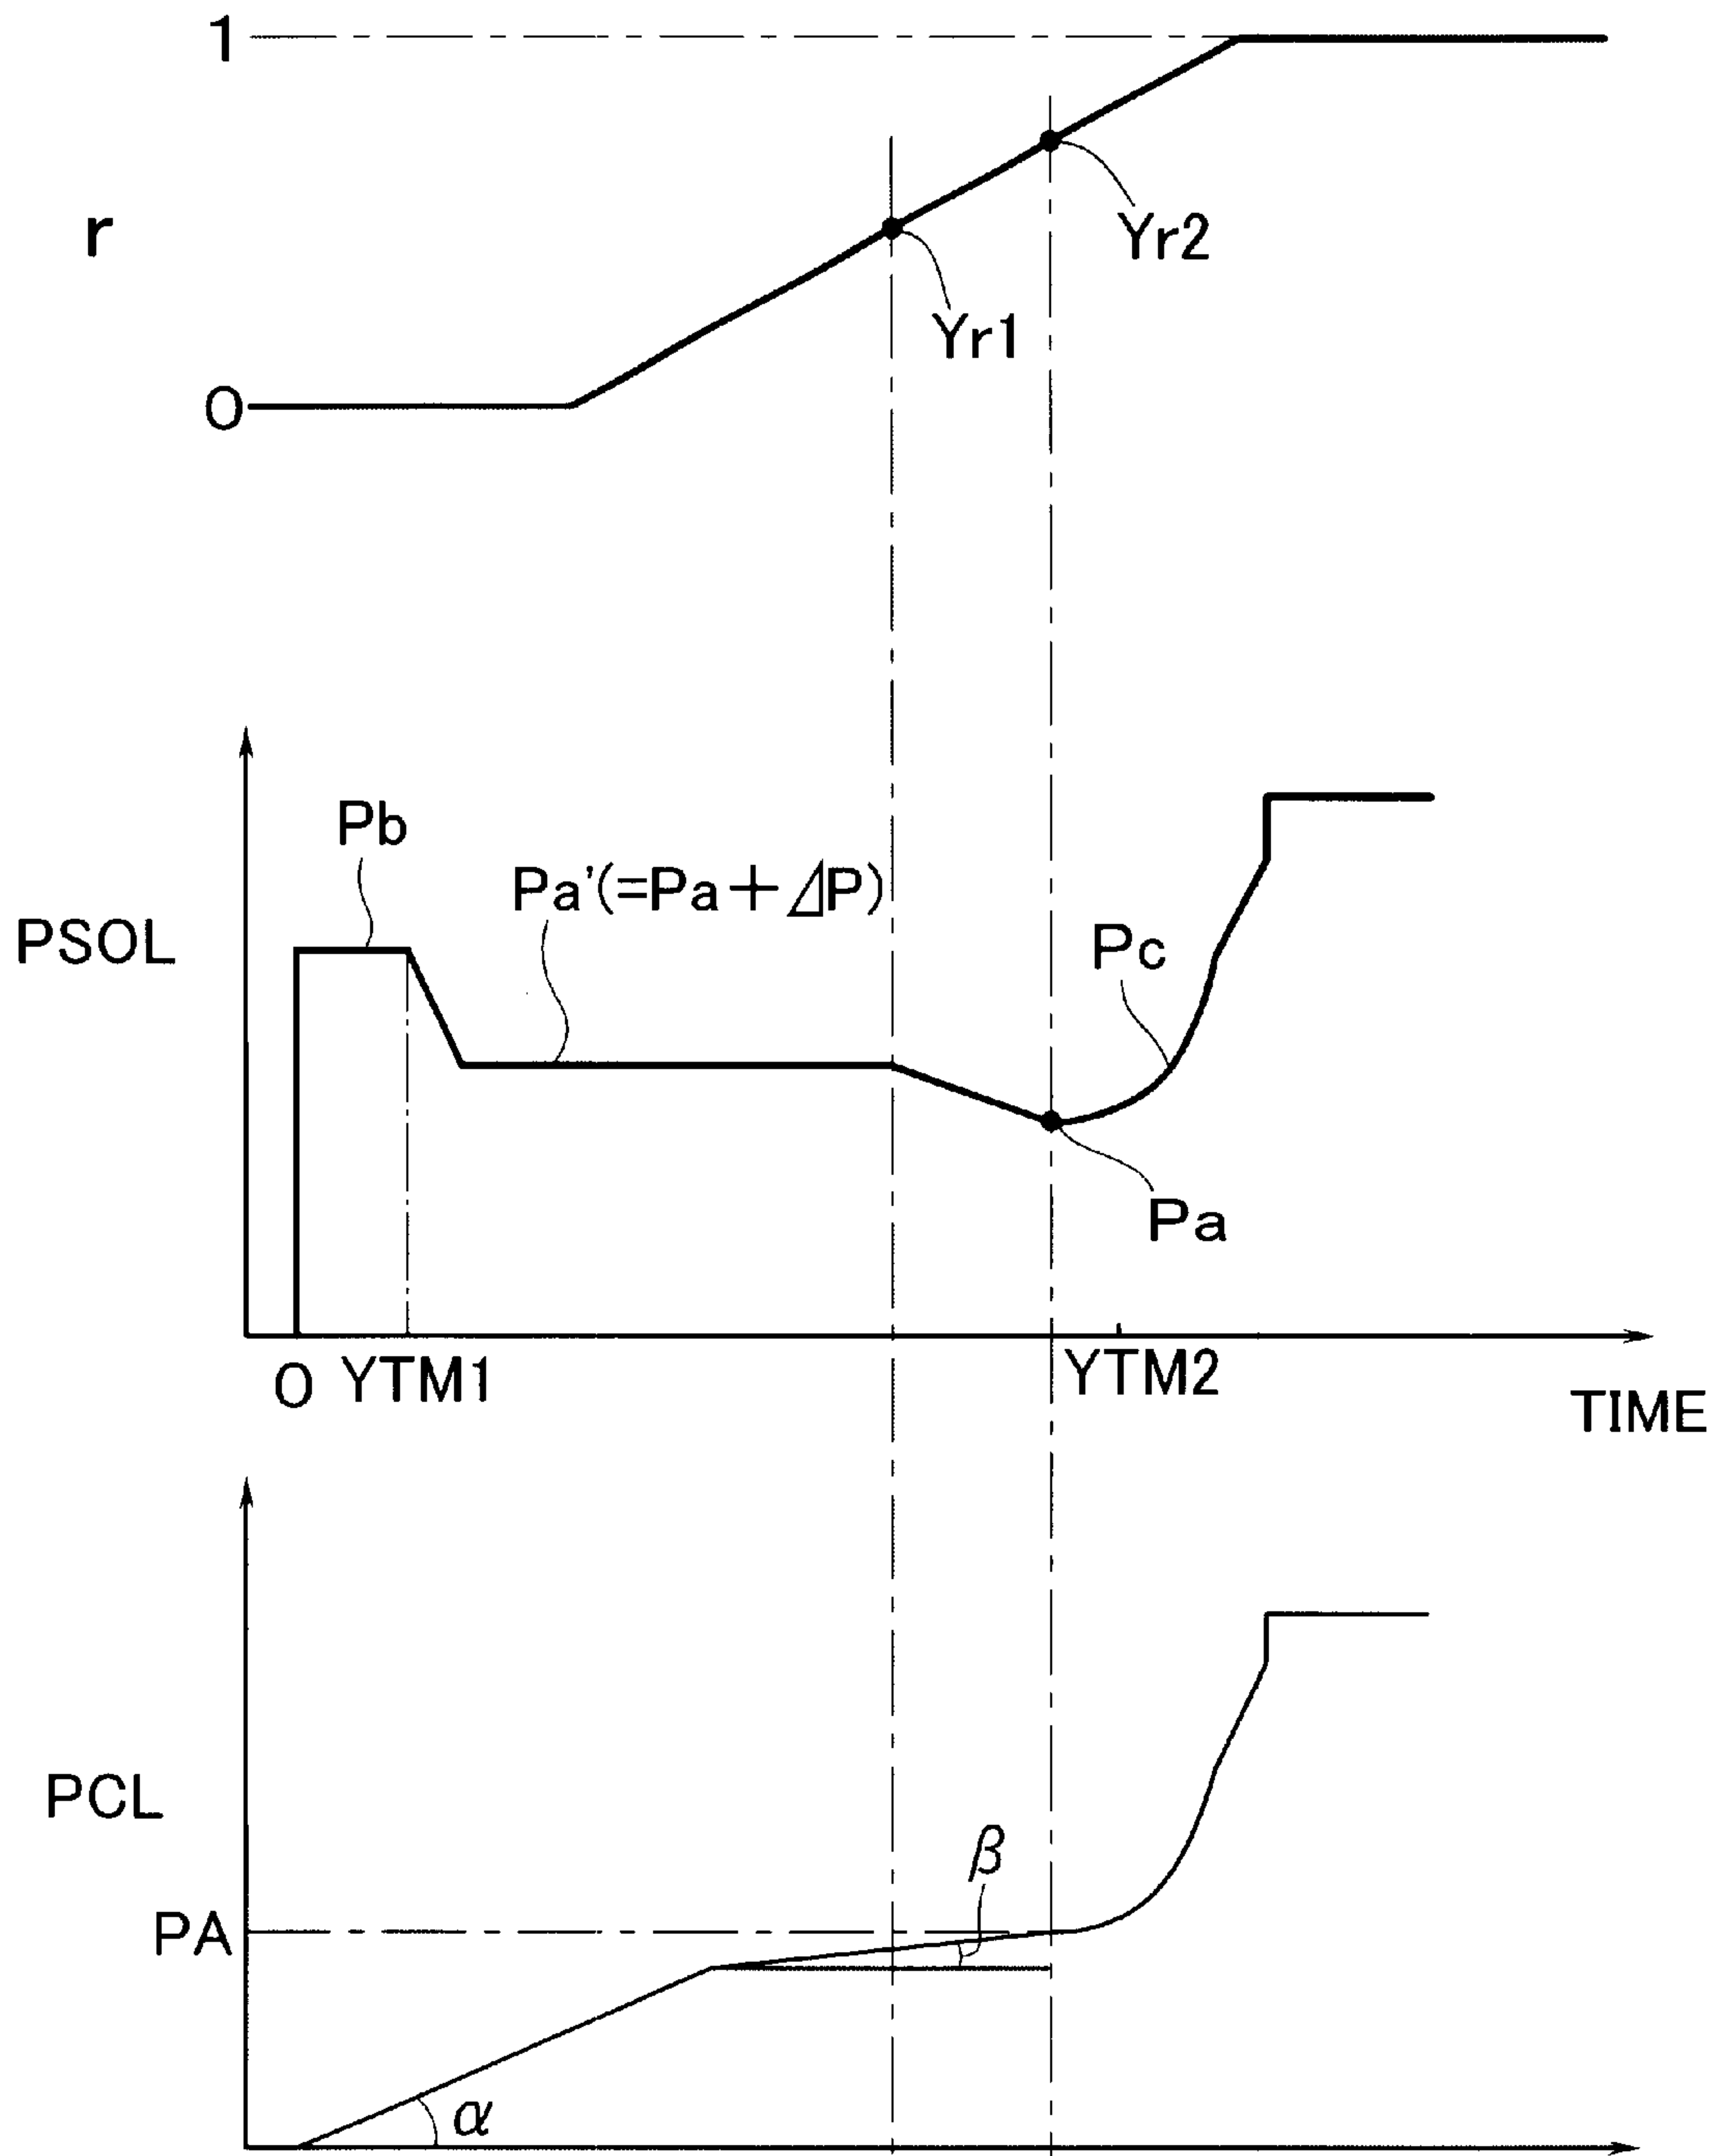 1
r
Yr2
Yr1
0
Pb
Pa'(=Pa+⊿P)
PSOL
Pc
Pa
0 YTM1 YTM2
TIME
PCL
β
PA
α